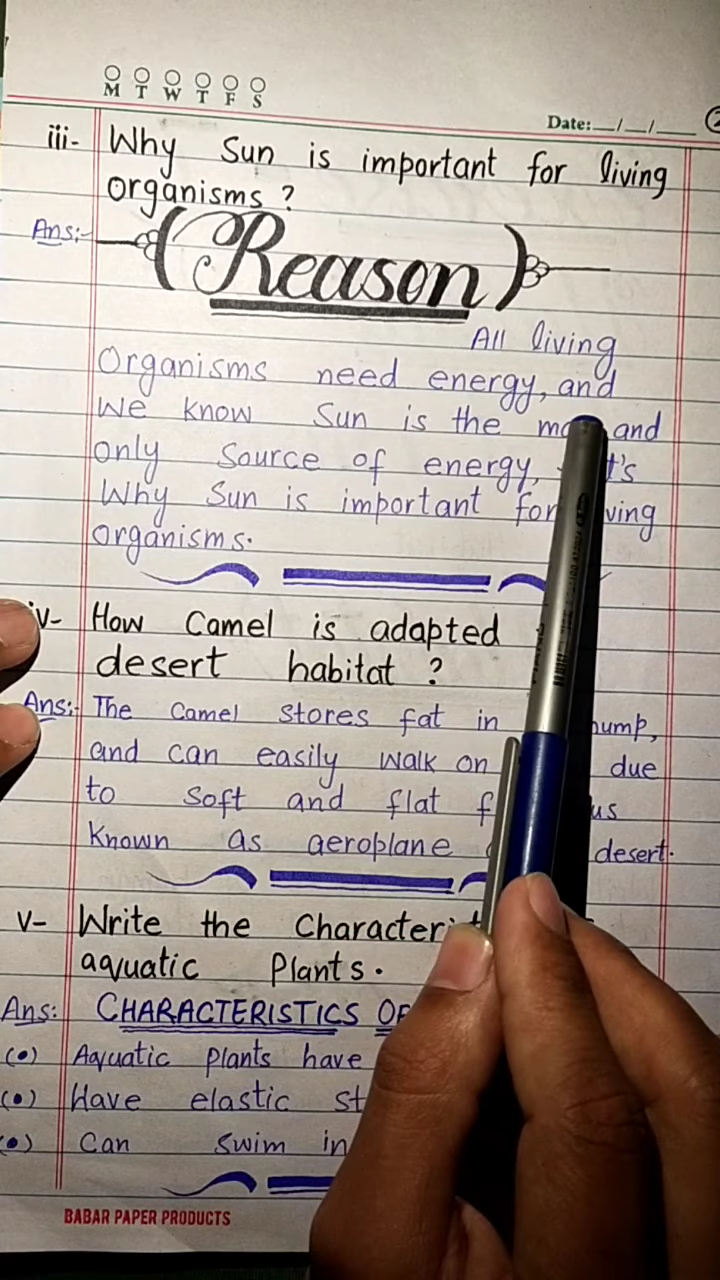 M T W T F S
Date: __/__/__
iii- Why Sun is important for living
organisms ?
Ans:- (Reason)
All living
Organisms need energy, and
We know Sun is the and
only Source of energy,
Why Sun is important for
organisms.
iv- How Camel is adapted
desert habitat ?
Ans:- The Camel stores fat in
and can easily walk on due
to soft and flat
Known as aeroplane desert.
v- Write the
aquatic Plants.
Ans: CHARACTERISTICS OF
(•) Aquatic plants have
(•) Have elastic
(•) Can swim in
BABAR PAPER PRODUCTS